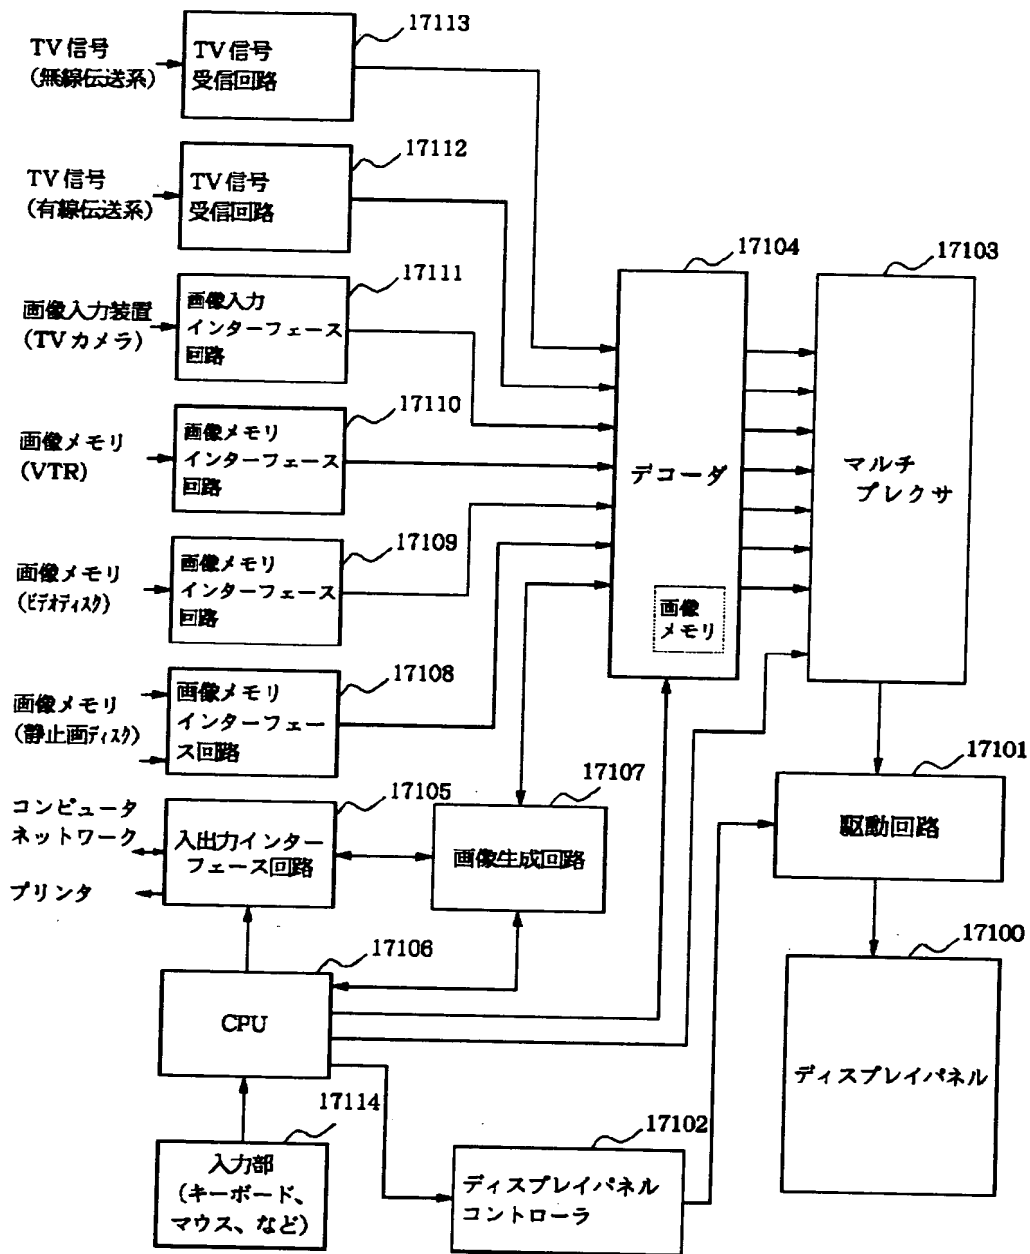 17113
TV信号
(無線伝送系)
TV信号
受信回路
17112
TV信号
(有線伝送系)
TV信号
受信回路
17111
画像入力装置
(TVカメラ)
画像入力
インターフェース
回路
17110
画像メモリ
(VTR)
画像メモリ
インターフェース
回路
17109
画像メモリ
(ビデオディスク)
画像メモリ
インターフェース
回路
17108
画像メモリ
(静止画ディスク)
画像メモリ
インターフェー
ス回路
17104
デコーダ
画像
メモリ
17103
マルチ
プレクサ
17105
コンピュータ
ネットワーク
プリンタ
入出力インター
フェース回路
17107
画像生成回路
17101
駆動回路
17106
CPU
17100
ディスプレイパネル
17114
入力部
(キーボード、
マウス、など)
17102
ディスプレイパネル
コントローラ